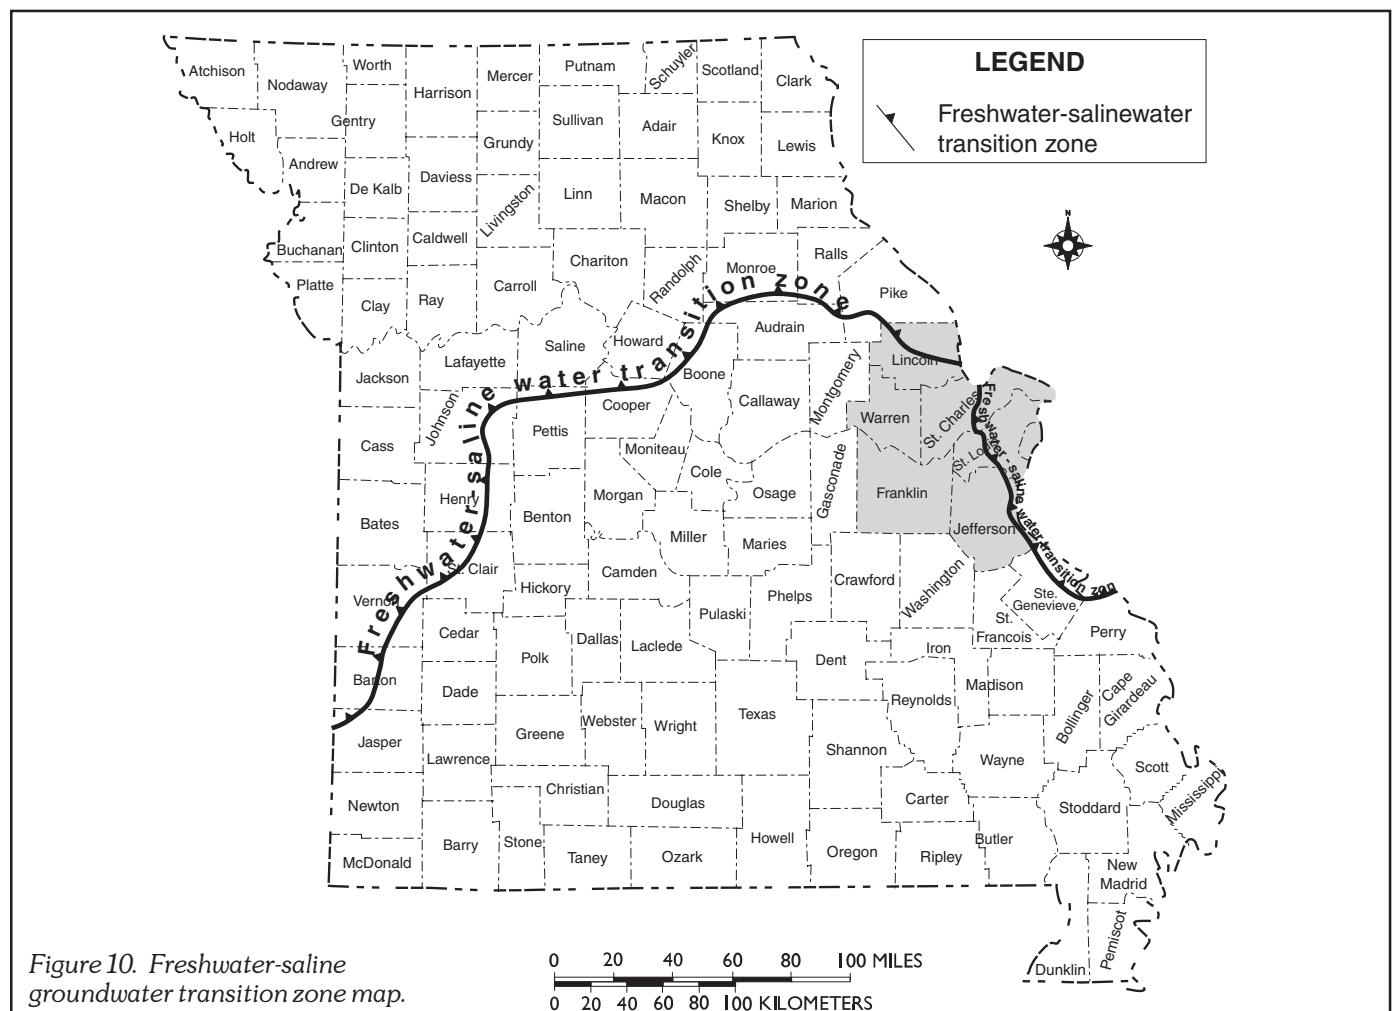 LEGEND
Freshwater-salinewater
transition zone
N
Atchison
Nodaway
Worth
Harrison
Mercer
Putnam
Schuyler
Scotland
Clark
Holt
Gentry
Grundy
Sullivan
Adair
Knox
Lewis
Andrew
De Kalb
Daviess
Livingston
Linn
Macon
Shelby
Marion
Buchanan
Clinton
Caldwell
Chariton
Randolph
Monroe
Ralls
Platte
Clay
Ray
Carroll
Pike
Freshwater-saline water transition zone
Saline
Howard
Audrain
Jackson
Lafayette
Boone
Lincoln
Johnson
Cooper
Callaway
Montgomery
Warren
St. Charles
Cass
Pettis
Moniteau
Cole
Gasconade
St. Lou
Freshwater - saline water transition zon
Henry
Morgan
Osage
Franklin
Bates
Benton
Miller
Maries
Jefferson
St. Clair
Hickory
Camden
Pulaski
Phelps
Crawford
Washington
Ste.
Genevieve
Vernon
Cedar
Polk
Dallas
Laclede
Dent
Iron
St.
Francois
Perry
Barton
Dade
Webster
Wright
Texas
Reynolds
Madison
Bollinger
Cape
Girardeau
Jasper
Lawrence
Greene
Shannon
Wayne
Scott
Mississippi
Newton
Christian
Douglas
Carter
Stoddard
McDonald
Barry
Stone
Taney
Ozark
Howell
Oregon
Ripley
Butler
New
Madrid
Pemiscot
Dunklin
0 20 40 60 80 100 MILES
0 20 40 60 80 100 KILOMETERS
Figure 10. Freshwater-saline
groundwater transition zone map.